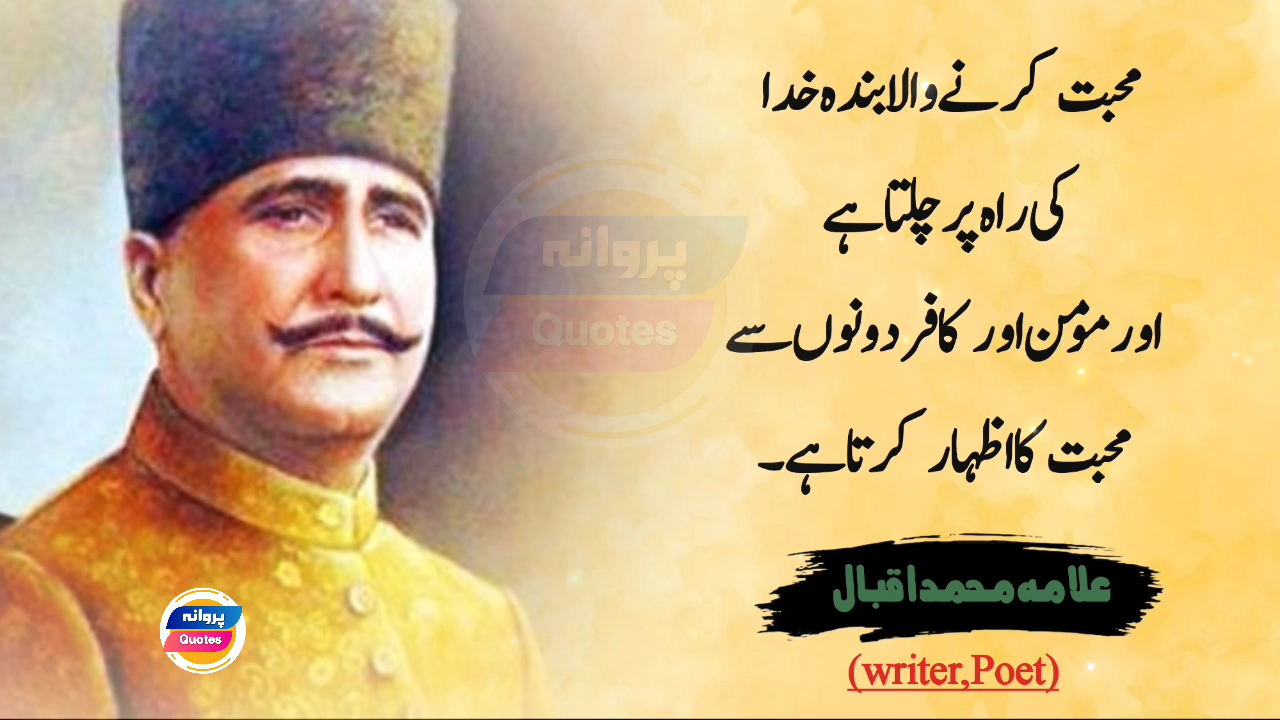 محبت کرنے والا بندہ خدا
کی راہ پر چلتا ہے
اور مؤمن اور کافر دونوں سے
محبت کا اظہار کرتا ہے۔
علامہ محمد اقبال
(writer,Poet)
پروانہ
Quotes
پروانہ
Quotes